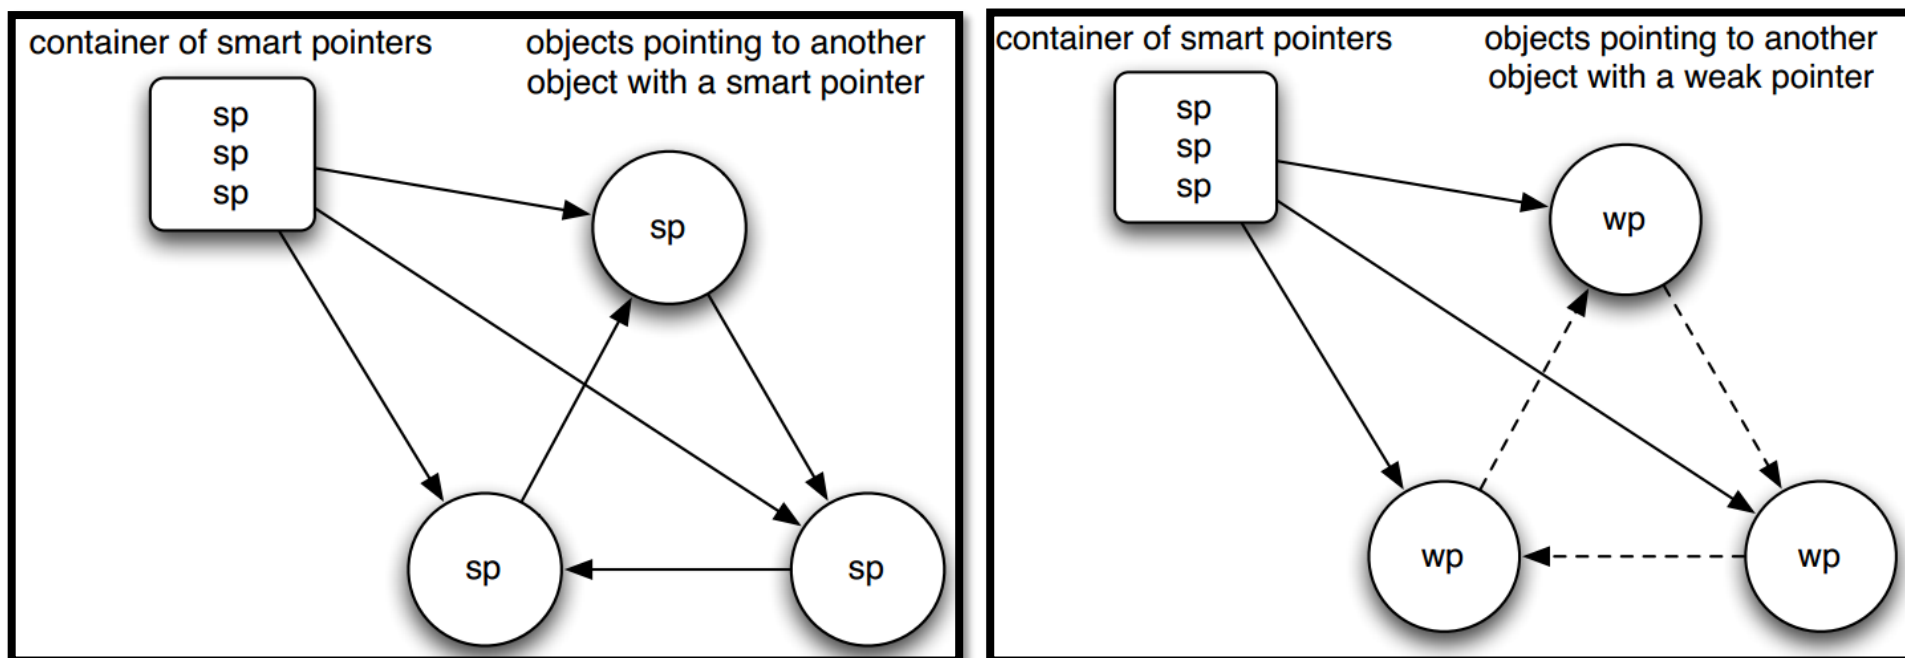 container of smart pointers
objects pointing to another
object with a smart pointer
sp
sp
sp
sp
sp
sp
container of smart pointers
objects pointing to another
object with a weak pointer
sp
sp
sp
wp
wp
wp